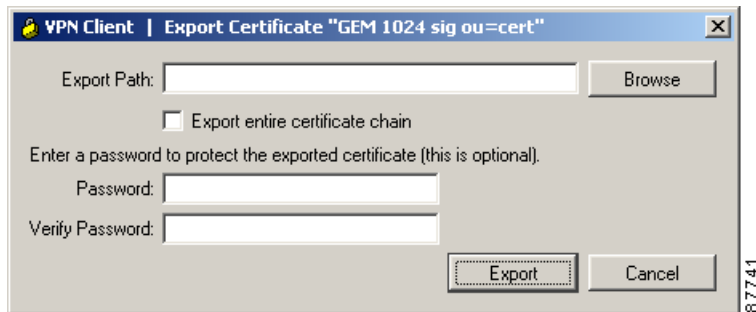 VPN Client | Export Certificate "GEM 1024 sig ou=cert"
Export Path:
Browse
Export entire certificate chain
Enter a password to protect the exported certificate (this is optional).
Password:
Verify Password:
Export
Cancel
87741